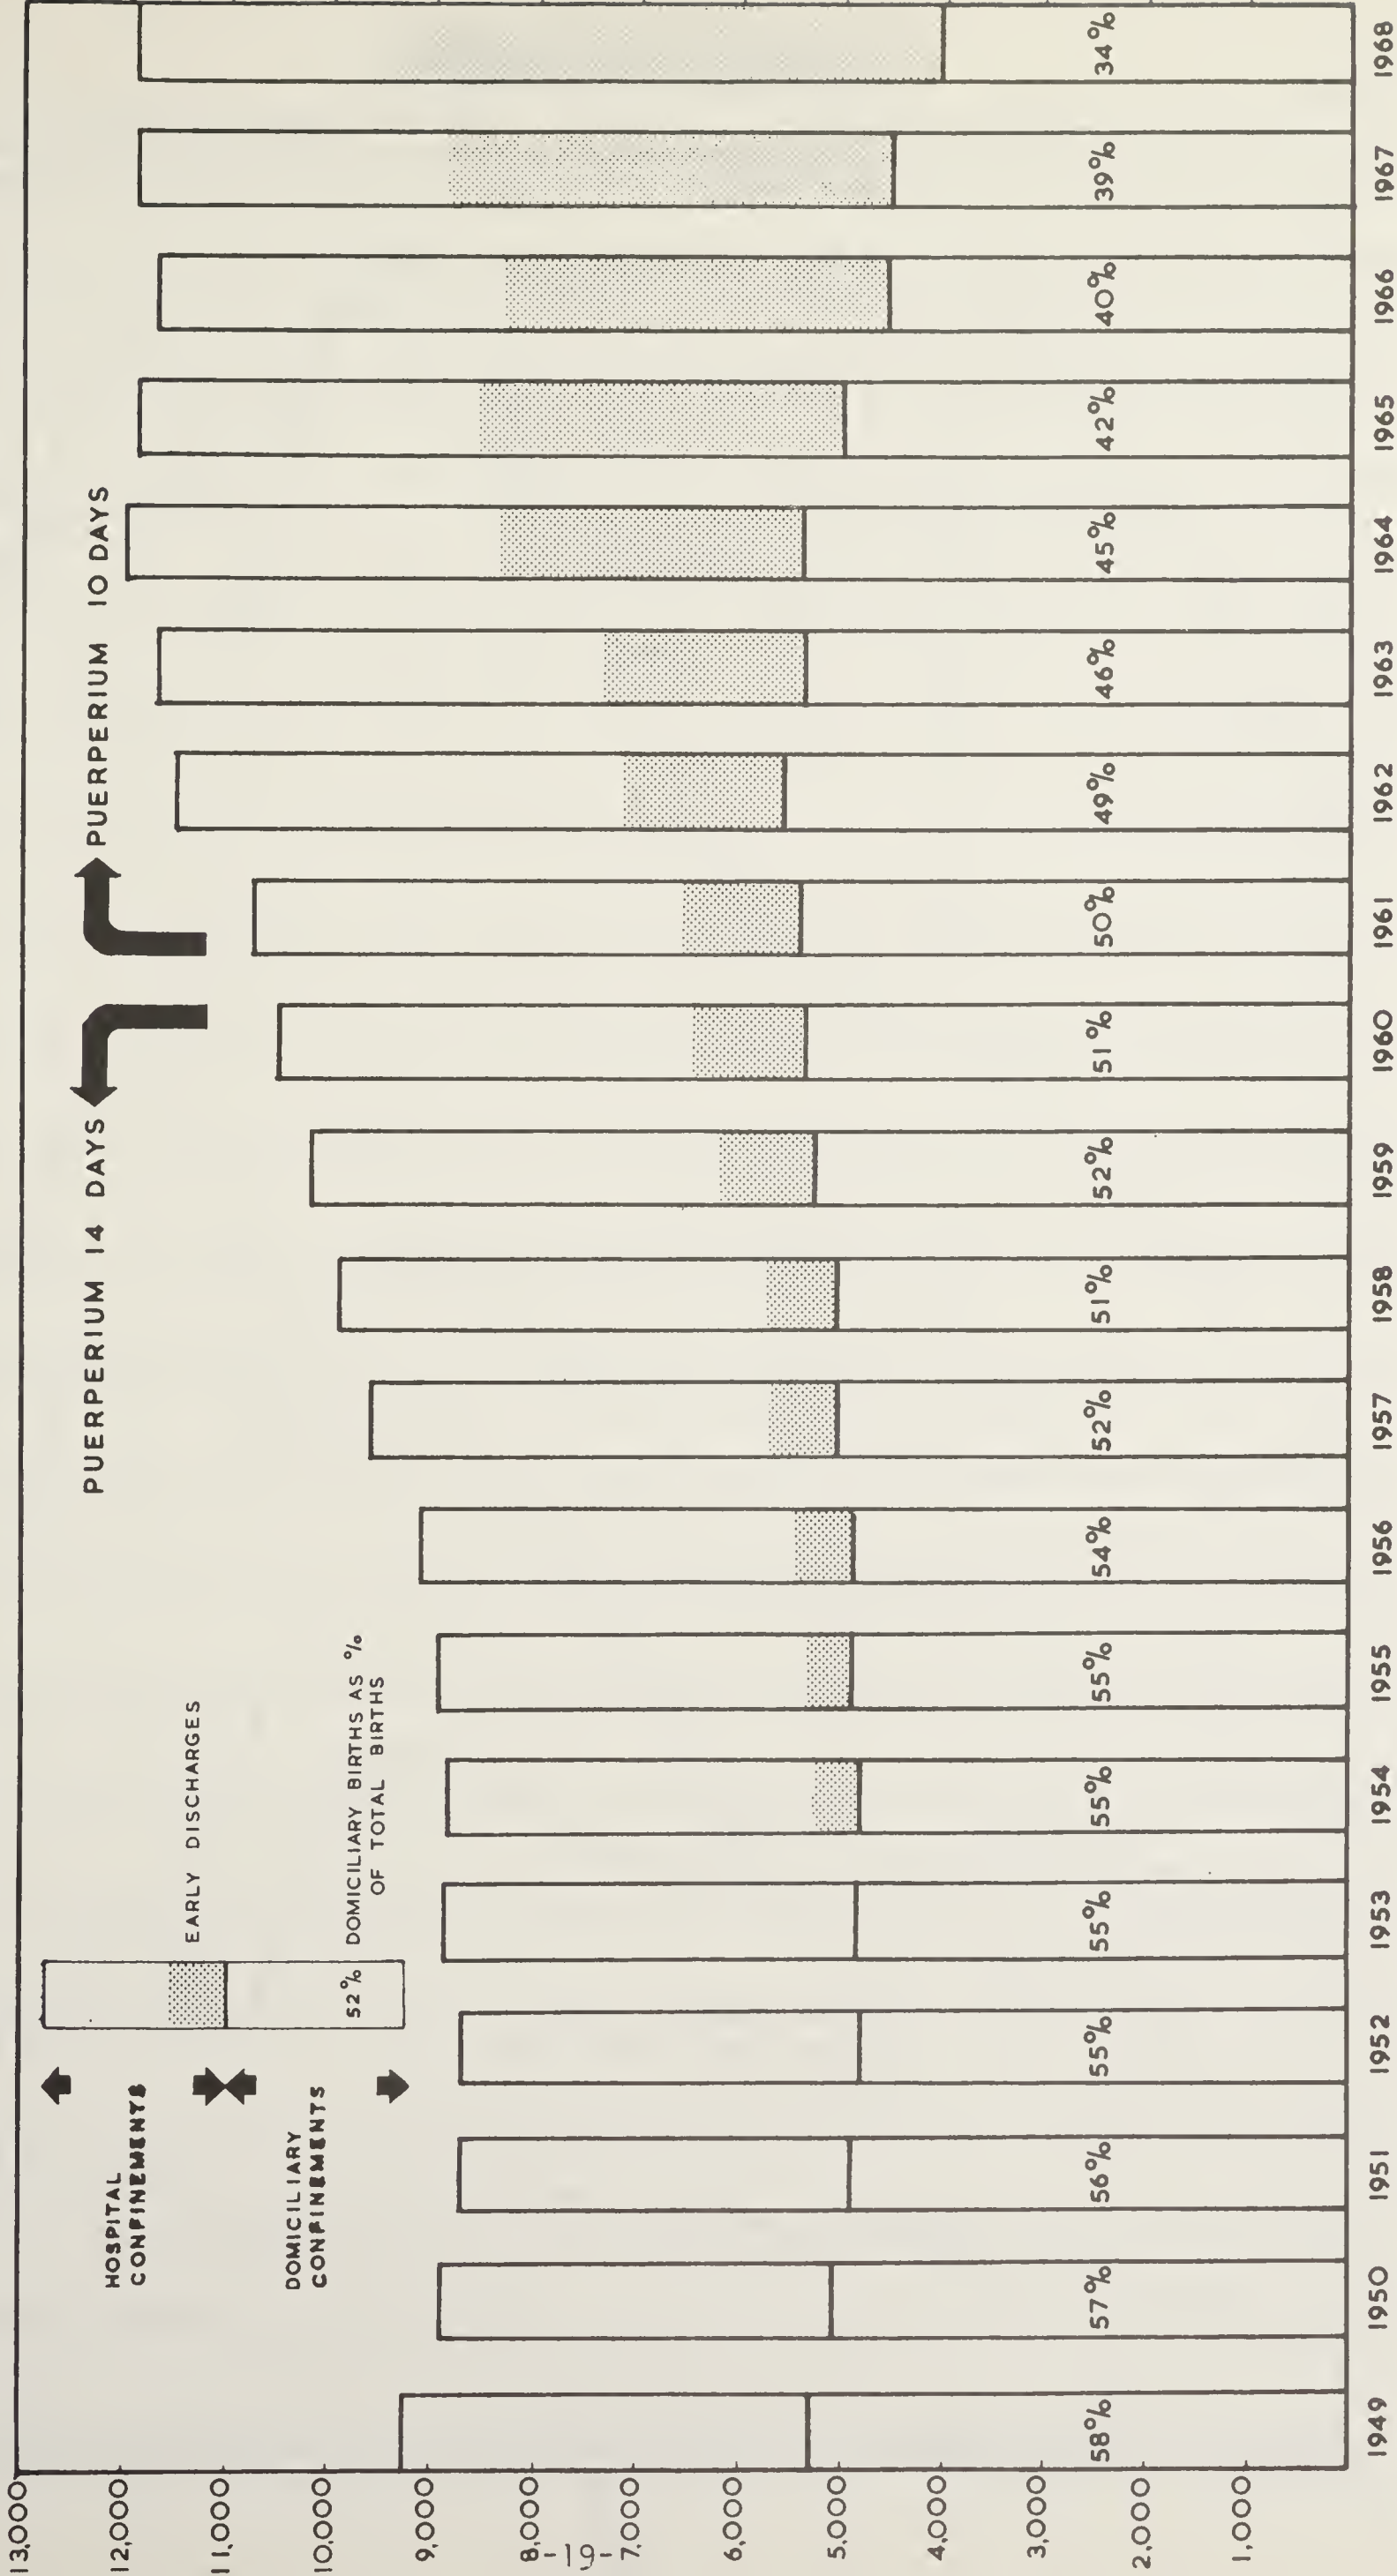 13,000
12,000
11,000
10,000
9,000
8,000
7,000
6,000
5,000
4,000
3,000
2,000
1,000
HOSPITAL
CONFINEMENTS
DOMICILIARY
CONFINEMENTS
EARLY DISCHARGES
52% DOMICILIARY BIRTHS AS %
OF TOTAL BIRTHS
PUERPERIUM 14 DAYS
PUERPERIUM 10 DAYS
58% 57% 56% 55% 55% 55% 55% 54% 52% 51% 52% 51% 50% 49% 46% 45% 42% 40% 39% 34%
1949 1950 1951 1952 1953 1954 1955 1956 1957 1958 1959 1960 1961 1962 1963 1964 1965 1966 1967 1968
-19-